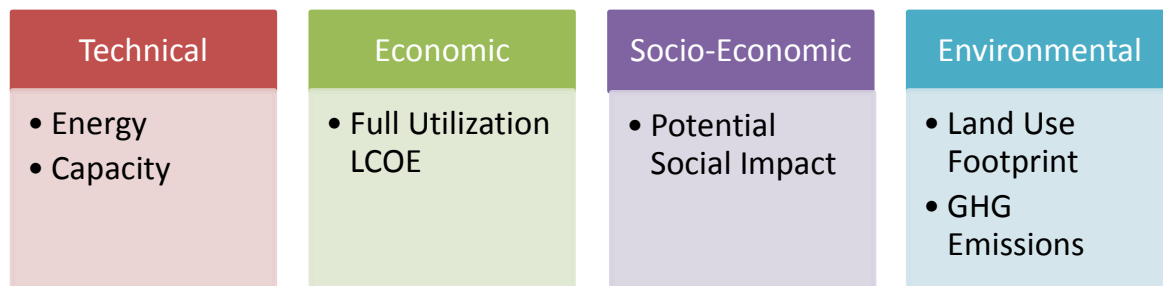 Technical
• Energy
• Capacity
Economic
• Full Utilization
LCOE
Socio-Economic
• Potential
Social Impact
Environmental
• Land Use
Footprint
• GHG
Emissions